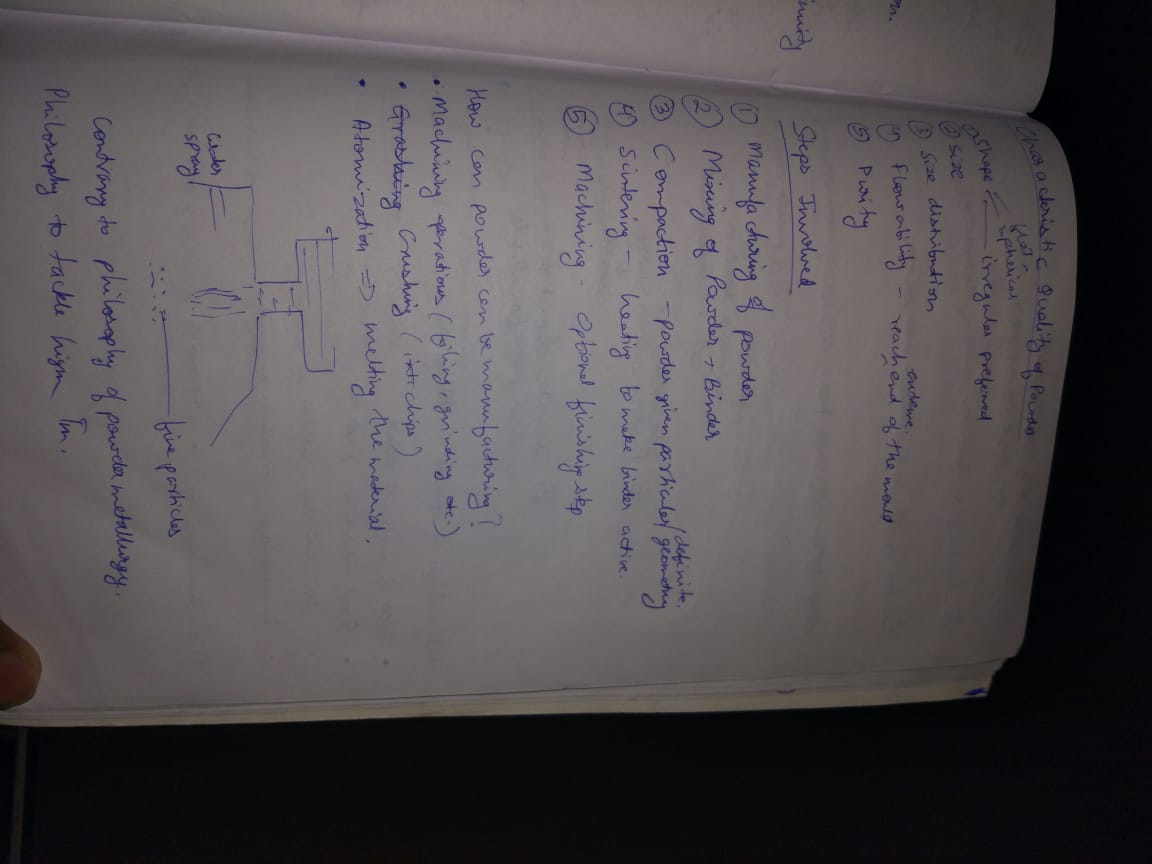 on.
Characteristic Quality of Powder
flat
spherical
① Shape irregular preferred
② Size
③ Size distribution
④ Flowability – reach extreme end of the mould
⑤ Purity
Steps Involved
① Manufacturing of powder
② Mixing of Powder + Binder
③ Compaction – powder given particular/definite geometry
④ Sintering – heating to make binder active.
⑤ Machining – Optional finishing step
How can powder can be manufacturing?
• Machining operations (filing, grinding etc.)
• Grashing Crushing (into chips)
• Atomization ⇒ melting the material.
water
spray
fine particles
Contrary to philosophy of powder metallurgy.
Philosophy to tackle high Tm.